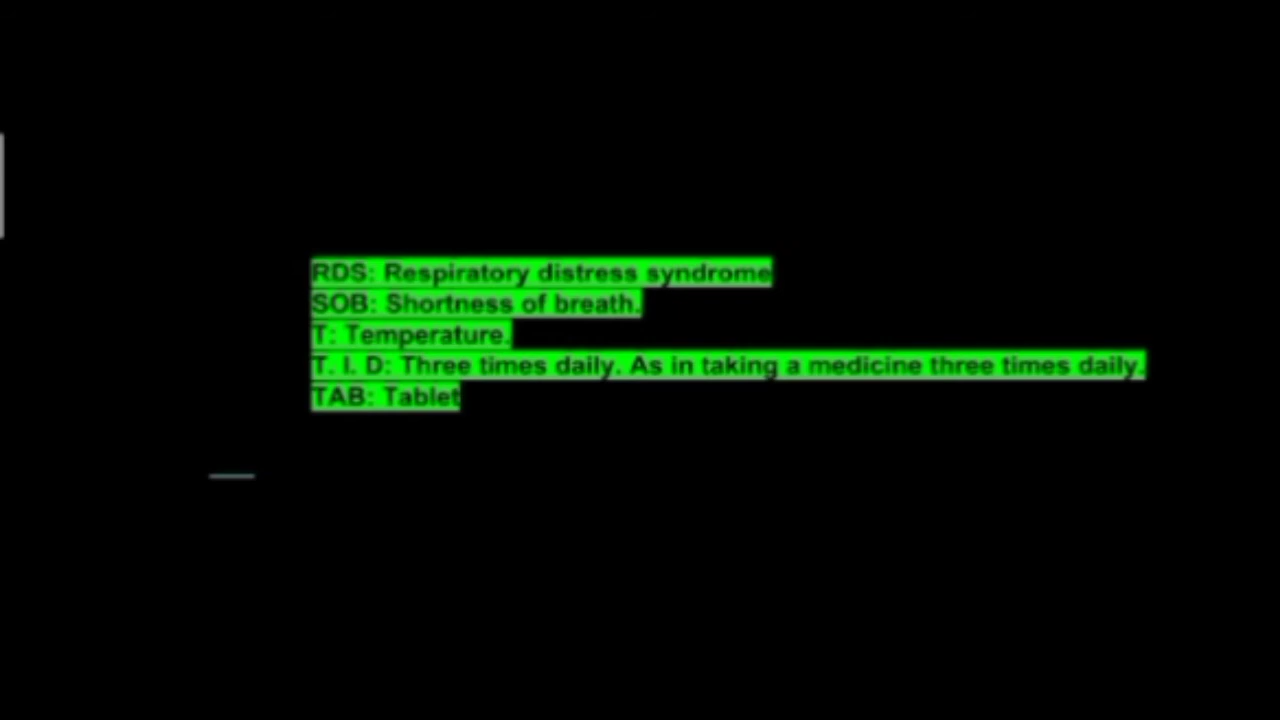 RDS: Respiratory distress syndrome
SOB: Shortness of breath.
T: Temperature.
T. I. D: Three times daily. As in taking a medicine three times daily.
TAB: Tablet